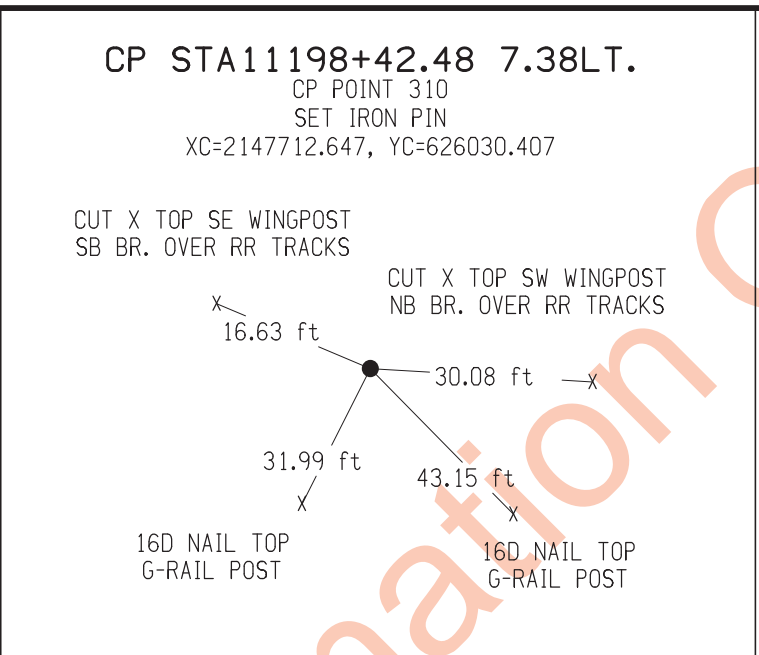 CP STA11198+42.48 7.38LT.
CP POINT 310
SET IRON PIN
XC=2147712.647, YC=626030.407
CUT X TOP SE WINGPOST
SB BR. OVER RR TRACKS
CUT X TOP SW WINGPOST
NB BR. OVER RR TRACKS
X
16.63 ft
30.08 ft
X
31.99 ft
43.15 ft
X
X
16D NAIL TOP
G-RAIL POST
16D NAIL TOP
G-RAIL POST